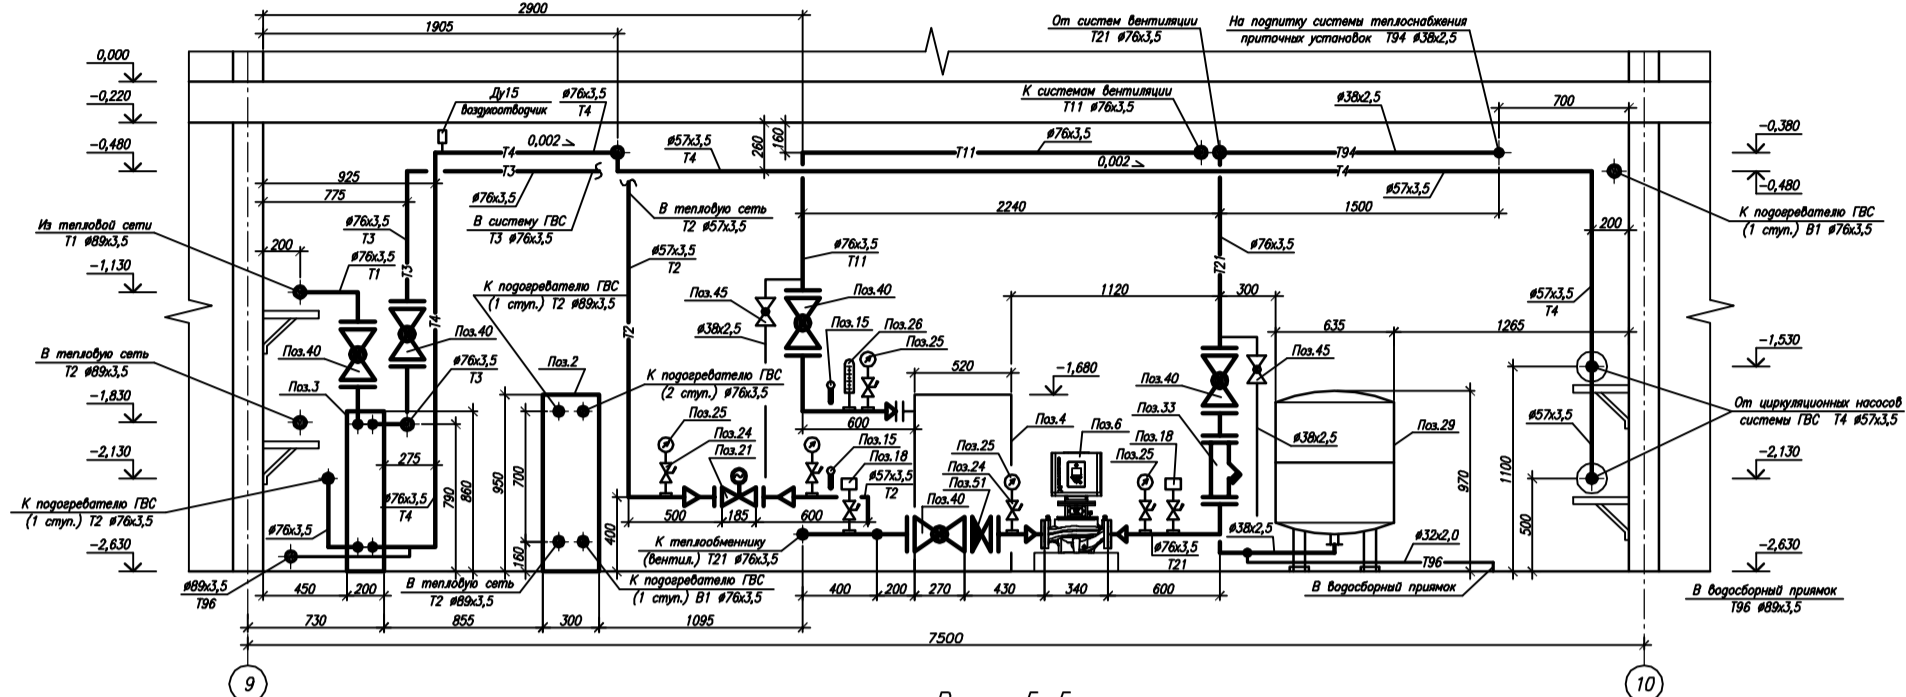 2900
1905
От систем вентиляции
Т21 ø76х3,5
На подпитку системы теплоснабжения
приточных установок Т94 ø38х2,5
0,000
-0,220
-0,480
Ду15
воздухоотводчик
ø76х3,5
Т4
К системам вентиляции
Т11 ø76х3,5
ø38х2,5
700
-0,380
-0,480
Т4
0,002
ø57х3,5
Т4
260
160
ø76х3,5
Т11
Т94
0,002
Т3
Т4
925
775
ø76х3,5
В систему ГВС
Т3 ø76х3,5
В тепловую сеть
Т2 ø57х3,5
2240
1500
ø57х3,5
К подогревателю ГВС
(1 ступ.) В1 ø76х3,5
Из тепловой сети
Т1 ø89х3,5
200
ø76х3,5
Т3
ø76х3,5
Т1
Т3
Т4
ø57х3,5
Т2
ø76х3,5
Т11
ø76х3,5
Т21
200
-1,130
К подогревателю ГВС
(1 ступ.) Т2 ø89х3,5
Т2
Поз.45
ø38х2,5
Поз.40
Поз.15
Поз.26
Поз.25
1120
300
635
1265
ø57х3,5
Т4
-1,530
В тепловую сеть
Т2 ø89х3,5
Поз.40
Поз.40
Поз.3
ø76х3,5
Т3
Поз.2
К подогревателю ГВС
(2 ступ.) ø76х3,5
520
-1,680
Поз.40
Поз.45
-1,830
Поз.25
Поз.24
Поз.21
600
Поз.15
Поз.18
Поз.4
Поз.6
Поз.33
Поз.18
Поз.25
Поз.24
Поз.51
Поз.25
ø38х2,5
Поз.29
970
1100
ø57х3,5
От циркуляционных насосов
системы ГВС Т4 ø57х3,5
-2,130
-2,130
275
790
860
950
700
160
ø76х3,5
Т4
К подогревателю ГВС
(1 ступ.) Т2 ø76х3,5
ø76х3,5
500
185
600
400
ø57х3,5
Т2
Поз.40
К теплообменнику
(вентил.) Т21 ø76х3,5
ø76х3,5
Т21
ø38х2,5
ø32х2,0
Т96
500
-2,630
-2,630
ø89х3,5
Т96
450
200
В тепловую сеть
Т2 ø89х3,5
К подогревателю ГВС
(1 ступ.) В1 ø76х3,5
400
200
270
430
340
600
В водосборный приямок
В водосборный приямок
Т96 ø89х3,5
730
855
300
1095
7500
9
10